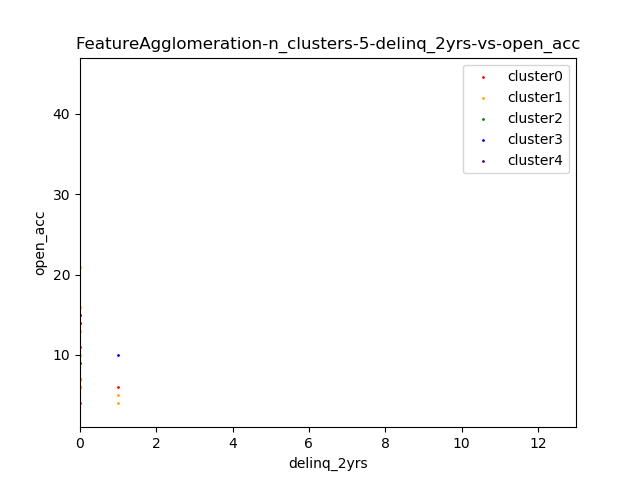 FeatureAgglomeration-n_clusters-5-delinq_2yrs-vs-open_acc
cluster0
cluster1
cluster2
cluster3
cluster4
40
30
20
10
open_acc
0 2 4 6 8 10 12
delinq_2yrs